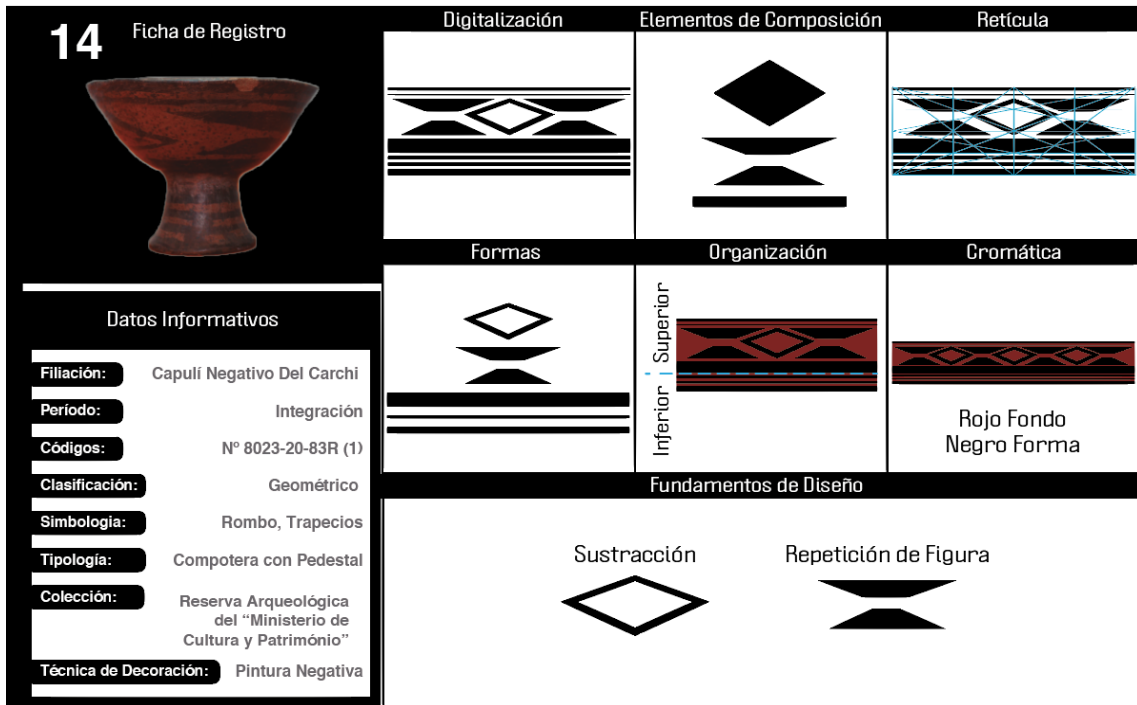 14
Ficha de Registro
Datos Informativos
Filiación: Capulí Negativo Del Carchi
Período: Integración
Códigos: Nº 8023-20-83R (1)
Clasificación: Geométrico
Simbologia: Rombo, Trapecios
Tipología: Compotera con Pedestal
Colección: Reserva Arqueológica
del “Ministerio de
Cultura y Património”
Técnica de Decoración: Pintura Negativa
Digitalización
Elementos de Composición
Retícula
Formas
Organización
Superior
Inferior
Cromática
Rojo Fondo
Negro Forma
Fundamentos de Diseño
Sustracción
Repetición de Figura